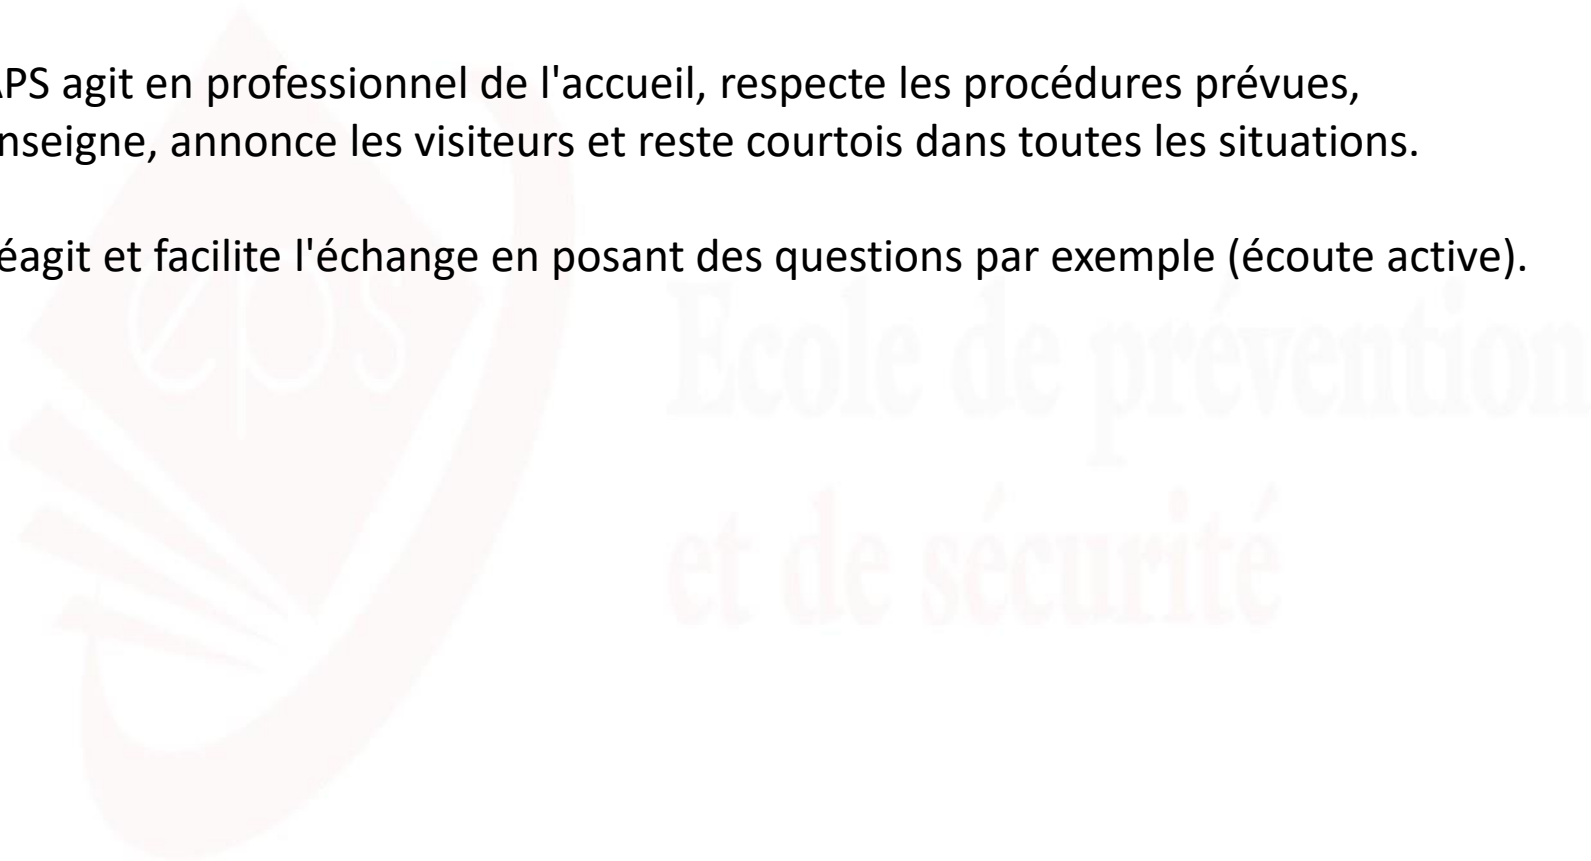 APS agit en professionnel de l'accueil, respecte les procédures prévues,
nseigne, annonce les visiteurs et reste courtois dans toutes les situations.
éagit et facilite l'échange en posant des questions par exemple (écoute active).
eps
Ecole de prévention
et de sécurité